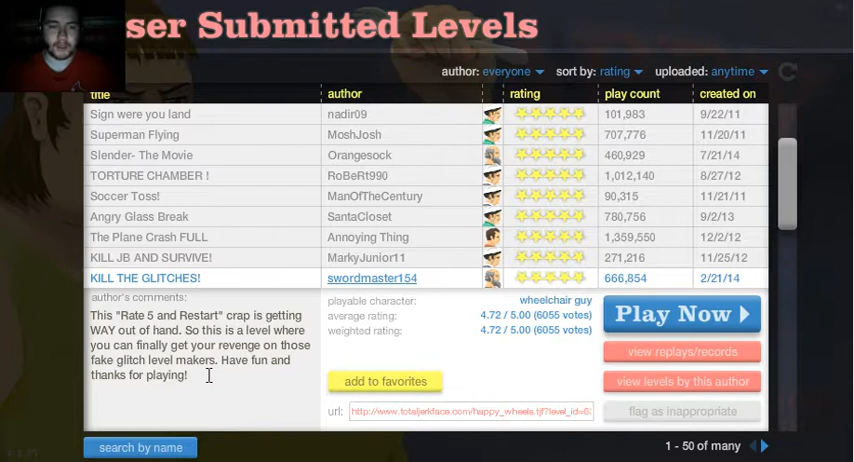 ser Submitted Levels
author: everyone sort by: rating uploaded: anytime
title author rating play count created on
Sign were you land nadir09 101,983 9/22/11
Superman Flying MoshJosh 707,776 11/20/11
Slender- The Movie Orangesock 460,929 7/21/14
TORTURE CHAMBER ! RoBeRt990 1,012,140 8/27/12
Soccer Toss! ManOfTheCentury 90,315 11/21/11
Angry Glass Break SantaCloset 780,756 9/2/13
The Plane Crash FULL Annoying Thing 1,359,550 12/2/12
KILL JB AND SURVIVE! MarkyJunior11 271,216 11/25/12
KILL THE GLITCHES! swordmaster154 666,854 2/21/14
author's comments:
This "Rate 5 and Restart" crap is getting
WAY out of hand. So this is a level where
you can finally get your revenge on those
fake glitch level makers. Have fun and
thanks for playing!
playable character: wheelchair guy
average rating: 4.72 / 5.00 (6055 votes)
weighted rating: 4.72 / 5.00 (6055 votes)
add to favorites
url: http://www.totaljerkface.com/happy_wheels.tjf?level_id=6
Play Now
view replays/records
view levels by this author
flag as inappropriate
search by name
1 - 50 of many